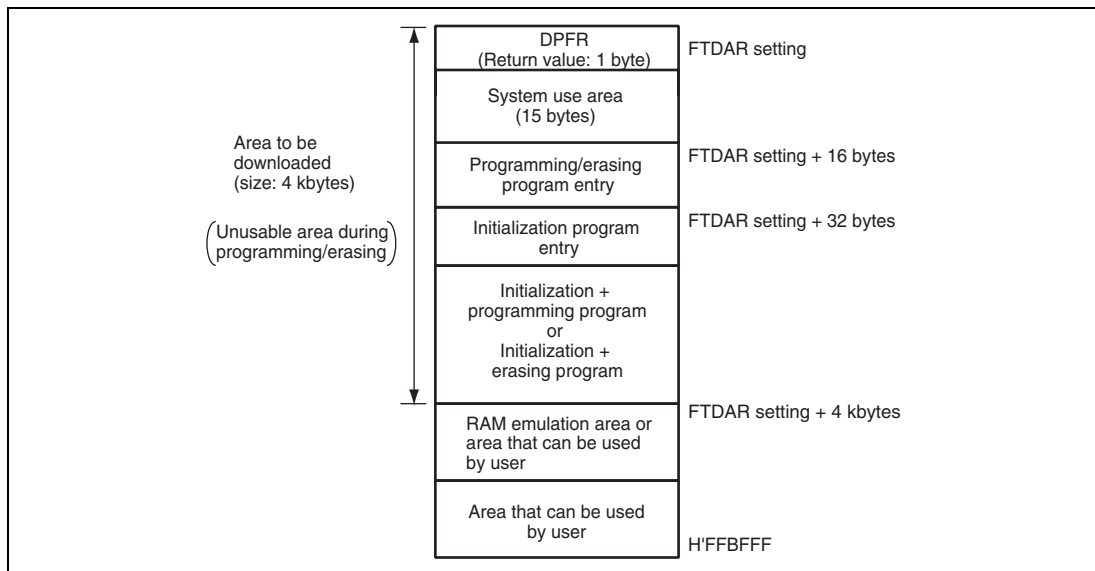 DPFR
(Return value: 1 byte)
FTDAR setting
System use area
(15 bytes)
Area to be
downloaded
(size: 4 kbytes)
(Unusable area during
programming/erasing)
FTDAR setting + 16 bytes
Programming/erasing
program entry
FTDAR setting + 32 bytes
Initialization program
entry
Initialization +
programming program
or
Initialization +
erasing program
FTDAR setting + 4 kbytes
RAM emulation area or
area that can be used
by user
Area that can be used
by user
H'FFBFFF